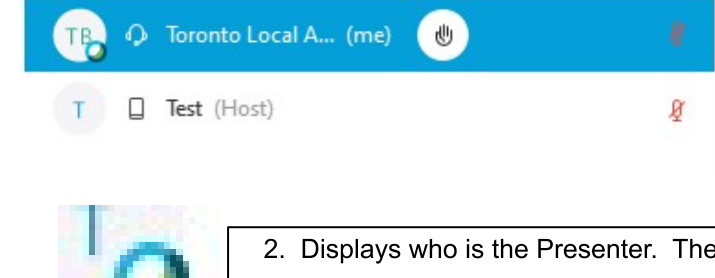 TB Toronto Local A... (me)
T Test (Host)
T
2. Displays who is the Presenter. The